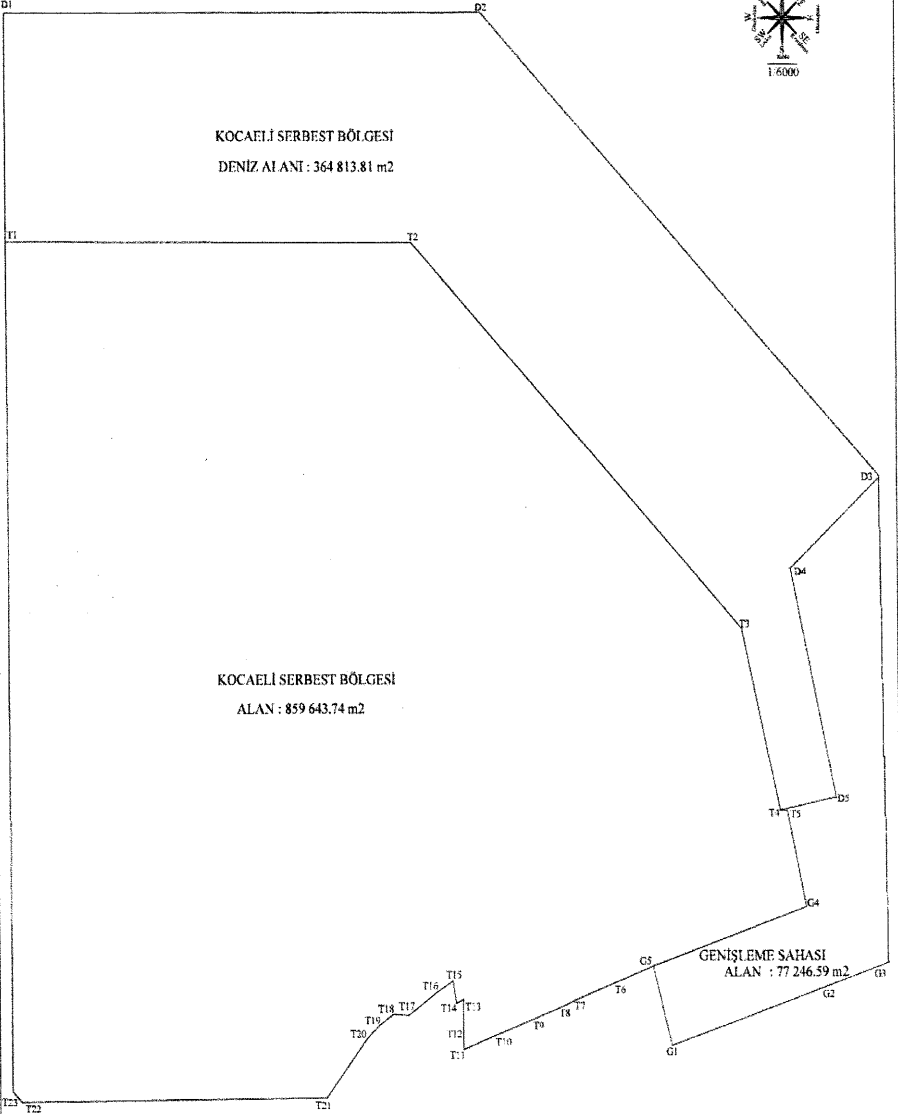 D1
D2
W
SW
S
SE
1/6000
KOCAELİ SERBEST BÖLGESİ
DENİZ ALANI : 364 813.81 m2
T1
T2
D3
D4
T3
KOCAELİ SERBEST BÖLGESİ
ALAN : 859 643.74 m2
D5
T4 T5
G4
GENİŞLEME SAHASI
ALAN : 77 246.59 m2
G5
G3
G2
G1
T6
T7
T8
T9
T10
T11
T12
T13
T14
T15
T16
T17
T18
T19
T20
T21
T22
T23